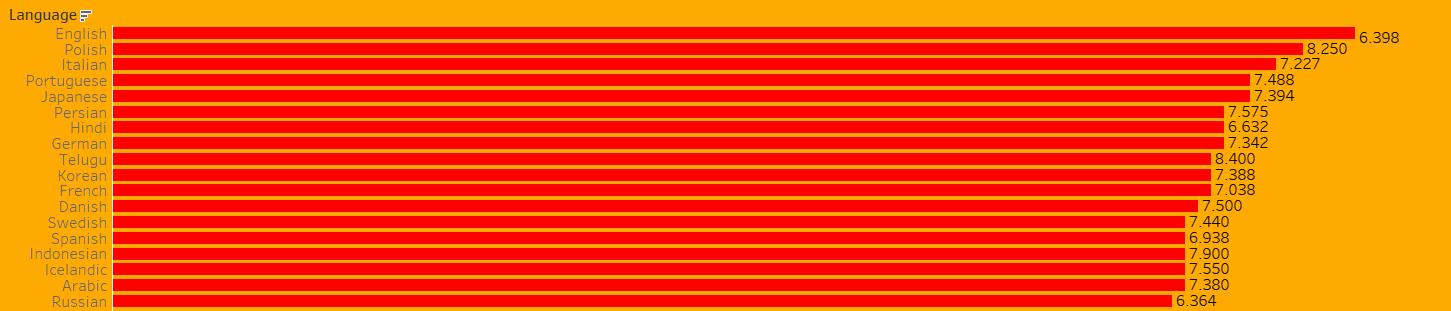 Language
English 6.398
Polish 8.250
Italian 7.227
Portuguese 7.488
Japanese 7.394
Persian 7.575
Hindi 6.632
German 7.342
Telugu 8.400
Korean 7.388
French 7.038
Danish 7.500
Swedish 7.440
Spanish 6.938
Indonesian 7.900
Icelandic 7.550
Arabic 7.380
Russian 6.364